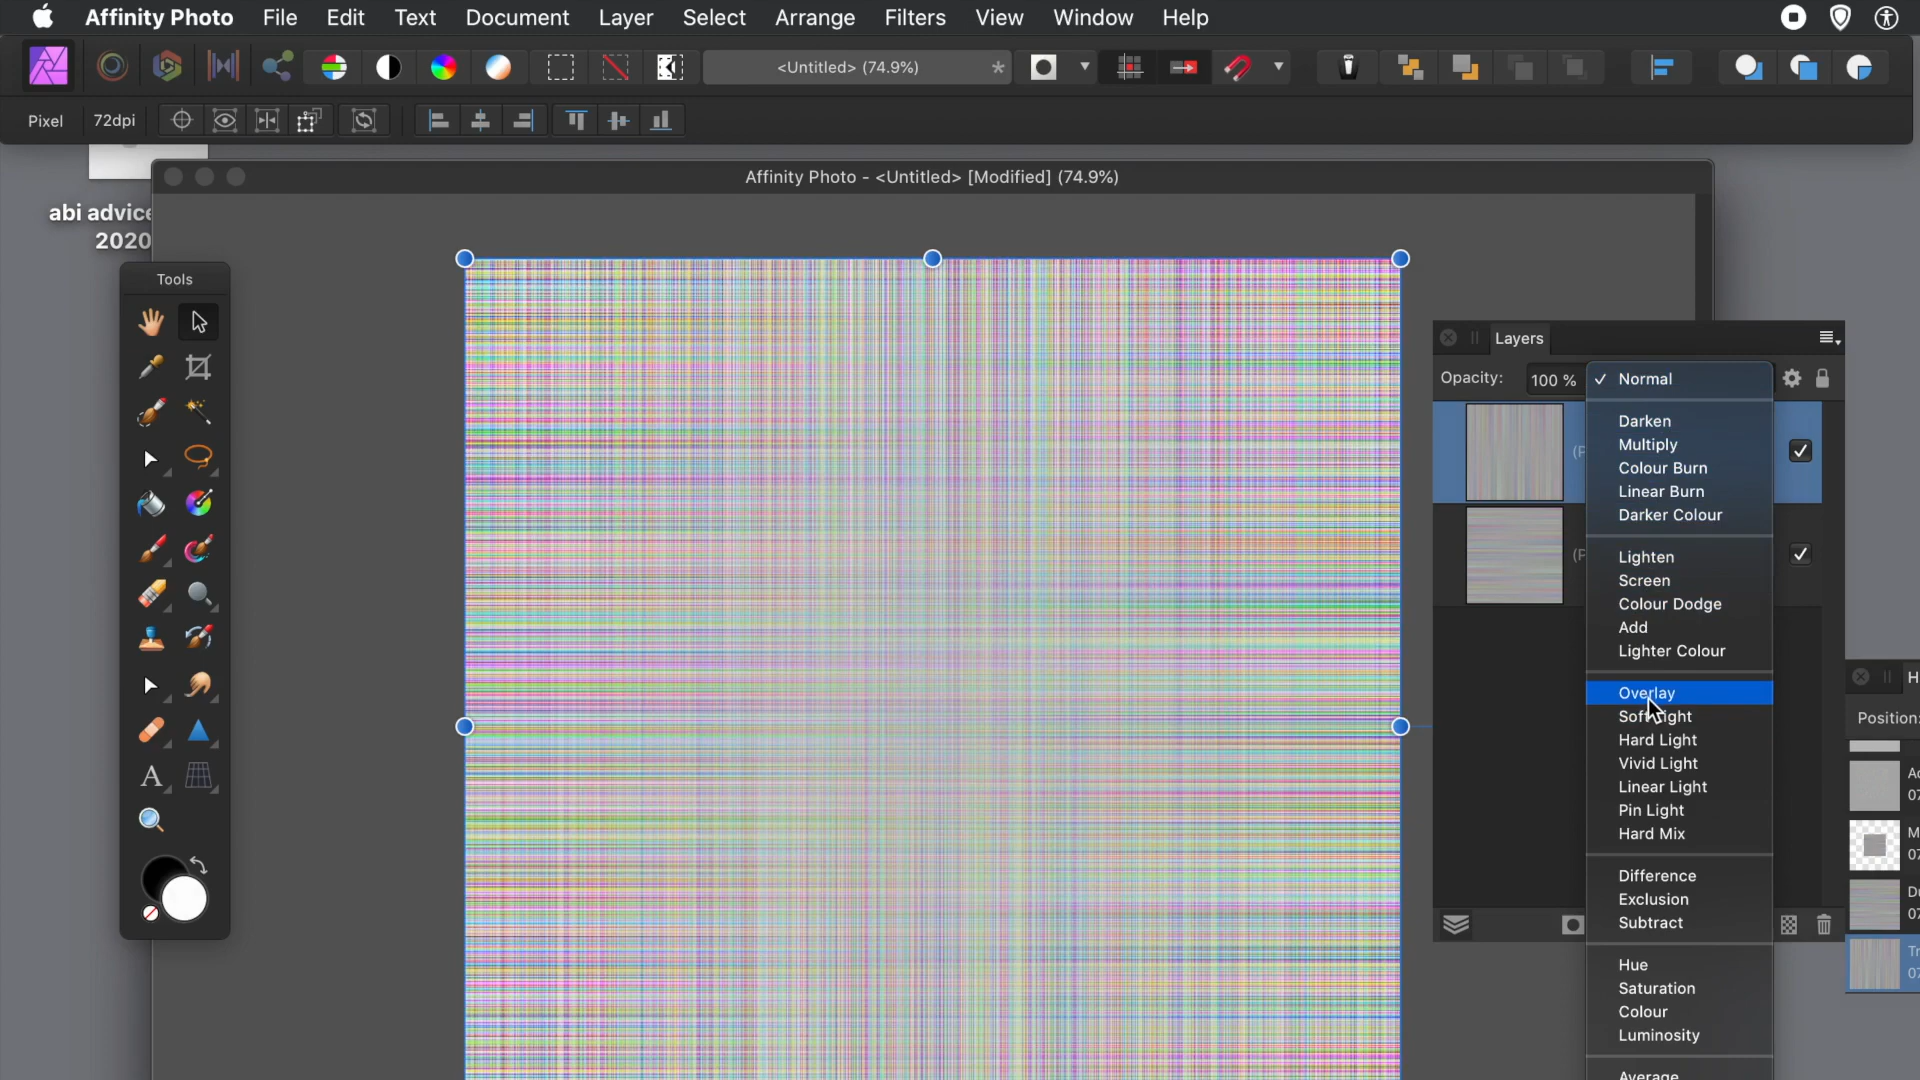 Affinity Photo File Edit Text Document Layer Select Arrange Filters View Window Help
<Untitled> (74.9%) *
Pixel 72dpi
Affinity Photo - <Untitled> [Modified] (74.9%)
abi advice
2020
Tools
Layers
Opacity: 100 % ✓ Normal
Darken
Multiply
Colour Burn
Linear Burn
Darker Colour
Lighten
Screen
Colour Dodge
Add
Lighter Colour
Overlay
Soft Light
Hard Light
Vivid Light
Linear Light
Pin Light
Hard Mix
Difference
Exclusion
Subtract
Hue
Saturation
Colour
Luminosity
Average
Position: